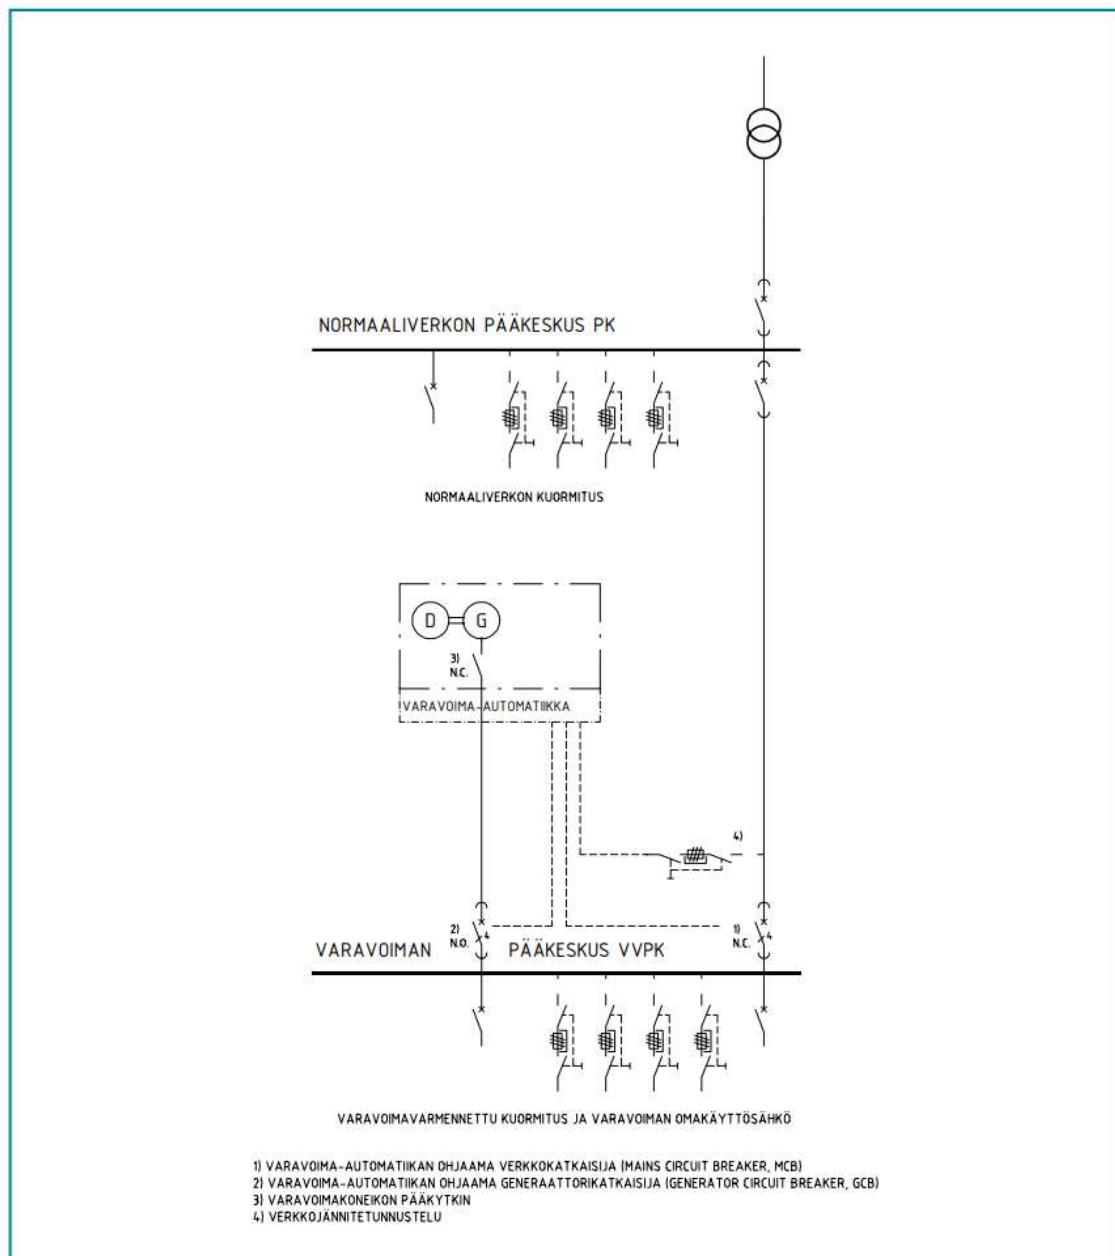 NORMAALIVERKON PÄÄKESKUS PK
NORMAALIVERKON KUORMITUS
D
G
3)
N.C.
VARAVOIMA-AUTOMATIIKKA
4)
2)
N.O.
4
1)
N.C.
4
VARAVOIMAN PÄÄKESKUS VVPK
VARAVOIMAVARMENNETTU KUORMITUS JA VARAVOIMAN OMAKÄYTTÖSÄHKÖ
1) VARAVOIMA-AUTOMATIIKAN OHJAAMA VERKKOKATKAISIJA (MAINS CIRCUIT BREAKER, MCB)
2) VARAVOIMA-AUTOMATIIKAN OHJAAMA GENERAATTORIKATKAISIJA (GENERATOR CIRCUIT BREAKER, GCB)
3) VARAVOIMAKONEIKON PÄÄKYTKIN
4) VERKKOJÄNNITETUNNUSTELU